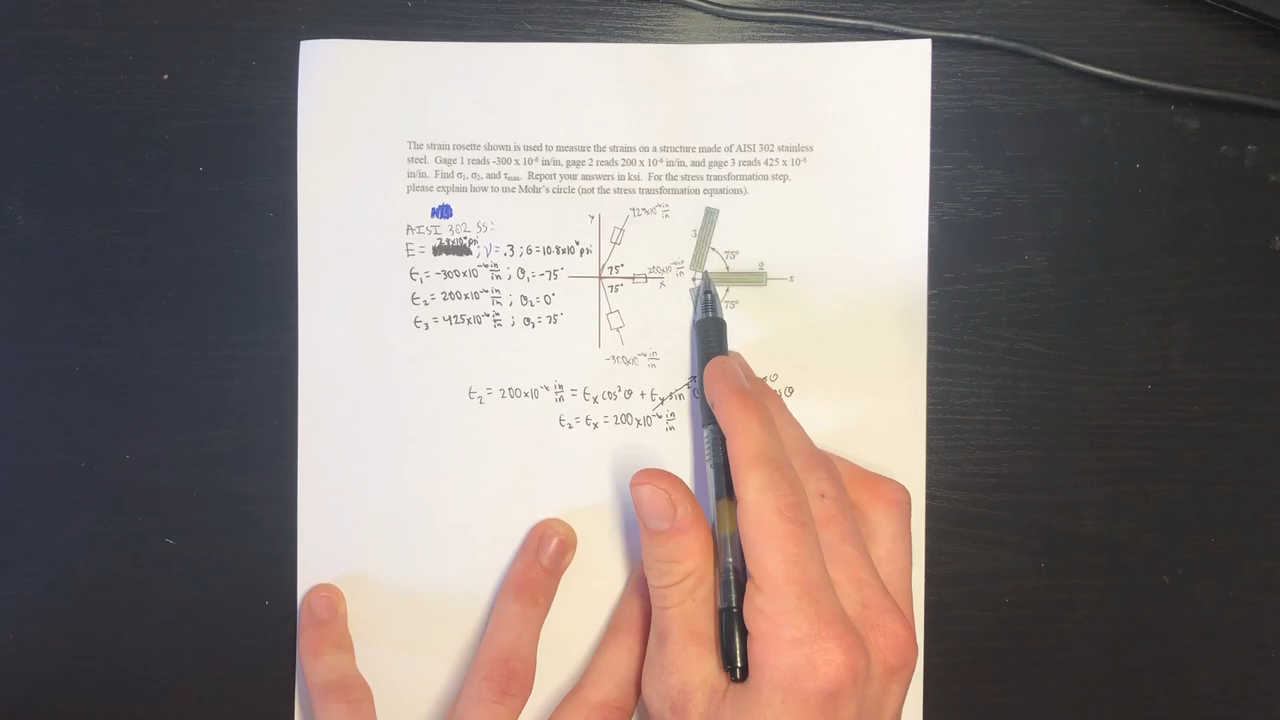 The strain rosette shown is used to measure the strains on a structure made of AISI 302 stainless
steel. Gage 1 reads -300 x 10⁻⁶ in/in, gage 2 reads 200 x 10⁻⁶ in/in, and gage 3 reads 425 x 10⁻⁶
in/in. Find σ₁, σ₂, and τmax. Report your answers in ksi. For the stress transformation step,
please explain how to use Mohr's circle (not the stress transformation equations).
AISI 302 SS:
E = 28x10⁶ psi ; ν = .3 ; G = 10.8x10⁶ psi
ϵ₁ = -300x10⁻⁶ in/in ; θ₁ = -75°
ϵ₂ = 200x10⁻⁶ in/in ; θ₂ = 0°
ϵ₃ = 425x10⁻⁶ in/in ; θ₃ = 75°
y
425x10⁻⁶ in/in
75°
200x10⁻⁶ in/in
x
75°
-300x10⁻⁶ in/in
3
75°
2
x
75°
ϵ₂ = 200x10⁻⁶ in/in = ϵₓ cos²θ + ϵᵧ sin²
ϵ₂ = ϵₓ = 200x10⁻⁶ in/in